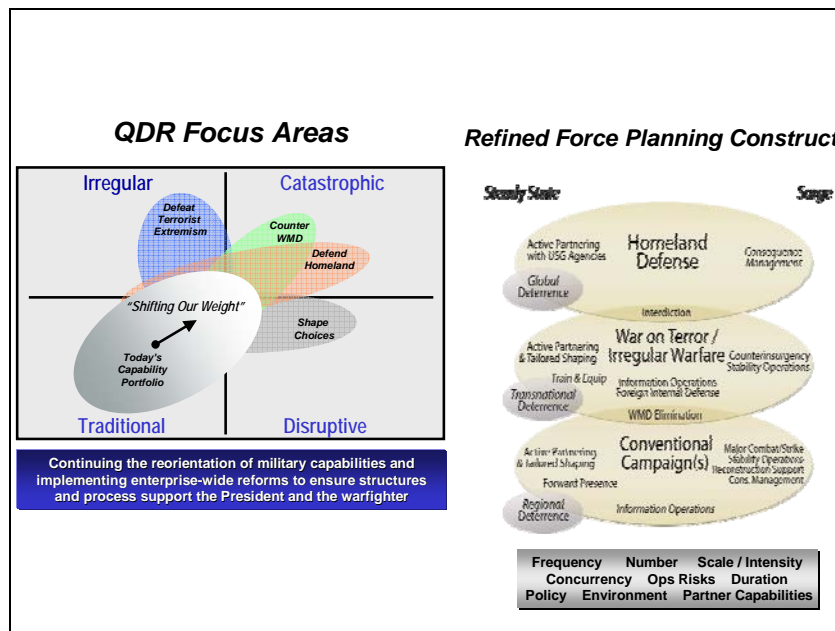 QDR Focus Areas
Irregular
Catastrophic
Defeat
Terrorist
Extremism
Counter
WMD
Defend
Homeland
"Shifting Our Weight"
Shape
Choices
Today's
Capability
Portfolio
Traditional
Disruptive
Continuing the reorientation of military capabilities and
implementing enterprise-wide reforms to ensure structures
and process support the President and the warfighter
Refined Force Planning Construct
Steady State
Surge
Active Partnering
with USG Agencies
Homeland
Defense
Consequence
Management
Global
Deterrence
Interdiction
Active Partnering
& Tailored Shaping
War on Terror /
Irregular Warfare
Counterinsurgency
Stability Operations
Train & Equip
Information Operations
Foreign Internal Defense
Transnational
Deterrence
WMD Elimination
Active Partnering
& Tailored Shaping
Conventional
Campaign(s)
Major Combat/Strike
Stability Operations
Reconstruction Support
Cons. Management
Forward Presence
Regional
Deterrence
Information Operations
Frequency Number Scale / Intensity
Concurrency Ops Risks Duration
Policy Environment Partner Capabilities